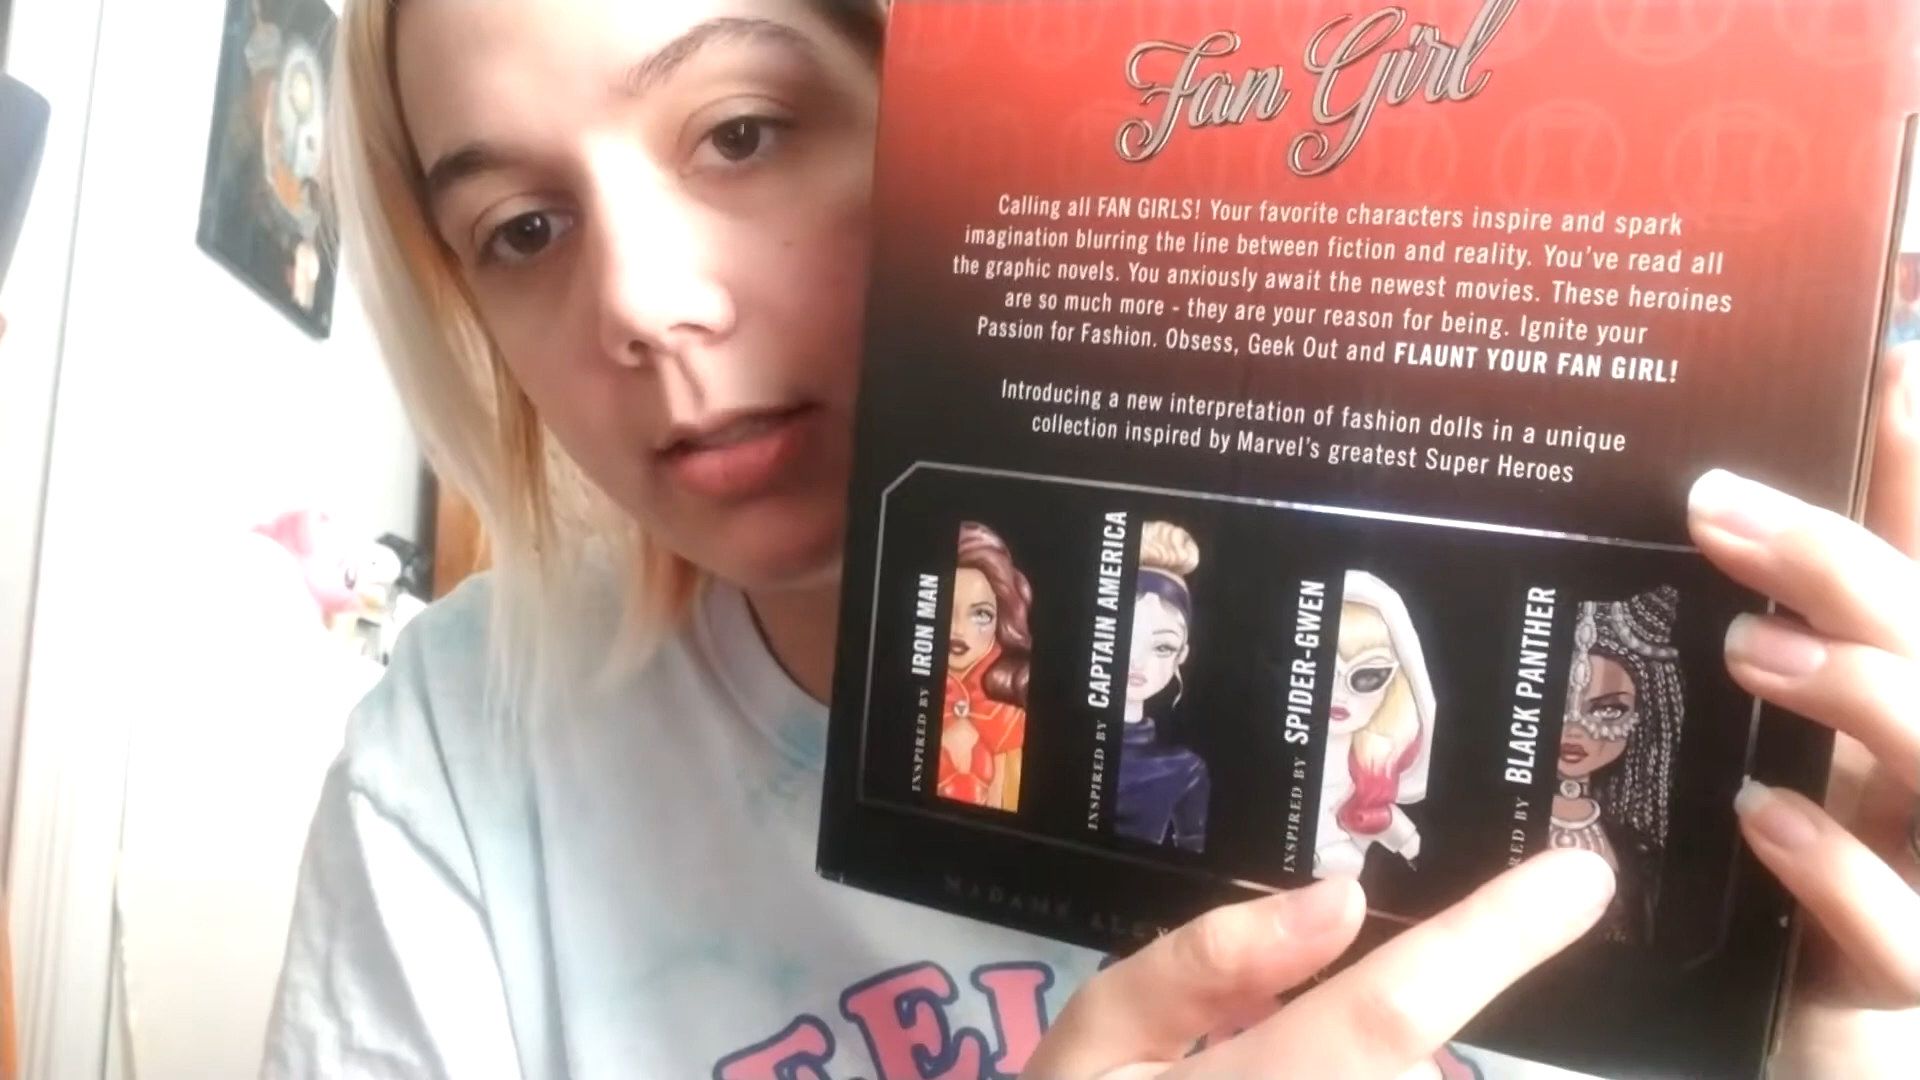 Fan Girl
Calling all FAN GIRLS! Your favorite characters inspire and spark
imagination blurring the line between fiction and reality. You've read all
the graphic novels. You anxiously await the newest movies. These heroines
are so much more - they are your reason for being. Ignite your
Passion for Fashion. Obsess, Geek Out and FLAUNT YOUR FAN GIRL!
Introducing a new interpretation of fashion dolls in a unique
collection inspired by Marvel's greatest Super Heroes
INSPIRED BY IRON MAN
INSPIRED BY CAPTAIN AMERICA
INSPIRED BY SPIDER-GWEN
BY BLACK PANTHER
MADAME